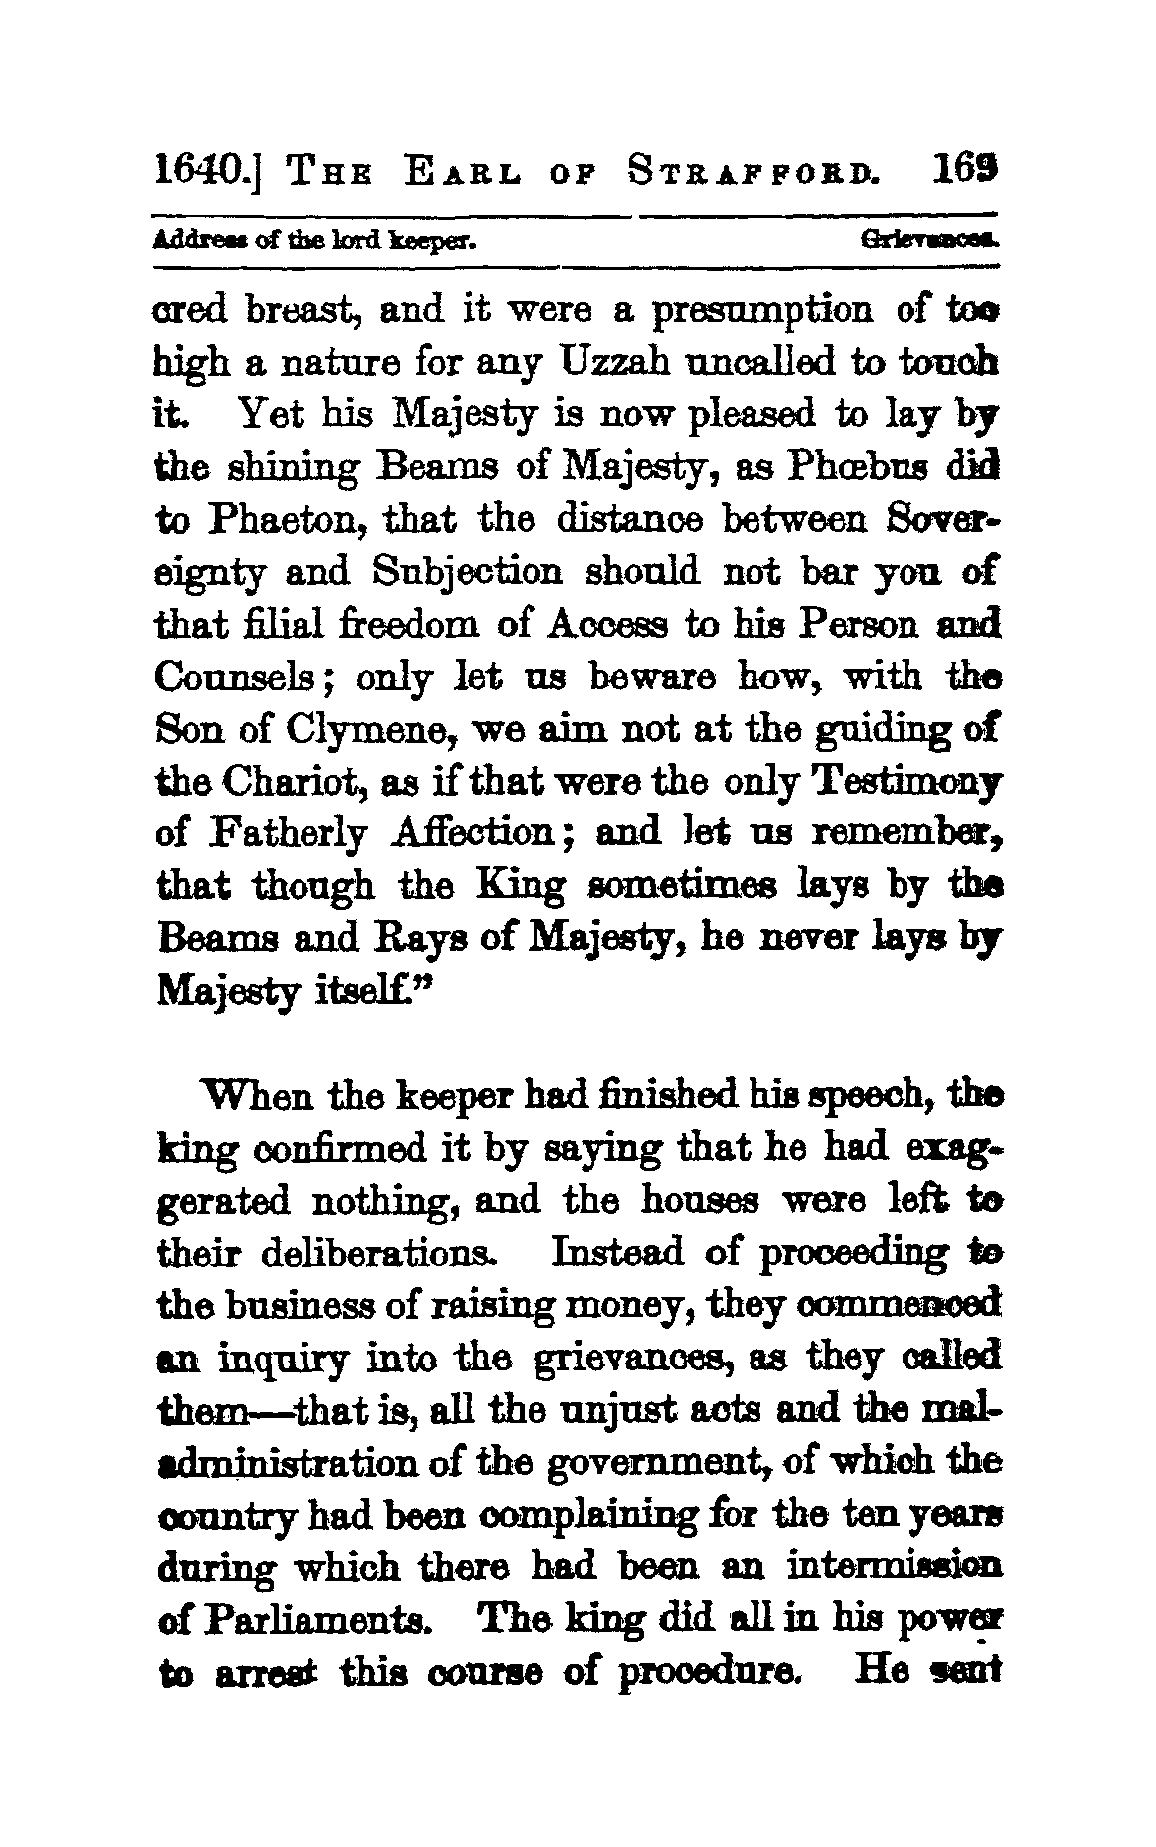 1640.] THE EARL OF STRAFFORD. 169
Address of the lord keeper. Grievances.
cred breast, and it were a presumption of too
high a nature for any Uzzah uncalled to touch
it. Yet his Majesty is now pleased to lay by
the shining Beams of Majesty, as Phœbus did
to Phaeton, that the distance between Sover-
eignty and Subjection should not bar you of
that filial freedom of Access to his Person and
Counsels; only let us beware how, with the
Son of Clymene, we aim not at the guiding of
the Chariot, as if that were the only Testimony
of Fatherly Affection; and let us remember,
that though the King sometimes lays by the
Beams and Rays of Majesty, he never lays by
Majesty itself.”
When the keeper had finished his speech, the
king confirmed it by saying that he had exag-
gerated nothing, and the houses were left to
their deliberations. Instead of proceeding to
the business of raising money, they commenced
an inquiry into the grievances, as they called
them—that is, all the unjust acts and the mal-
administration of the government, of which the
country had been complaining for the ten years
during which there had been an intermission
of Parliaments. The king did all in his power
to arrest this course of procedure. He sent